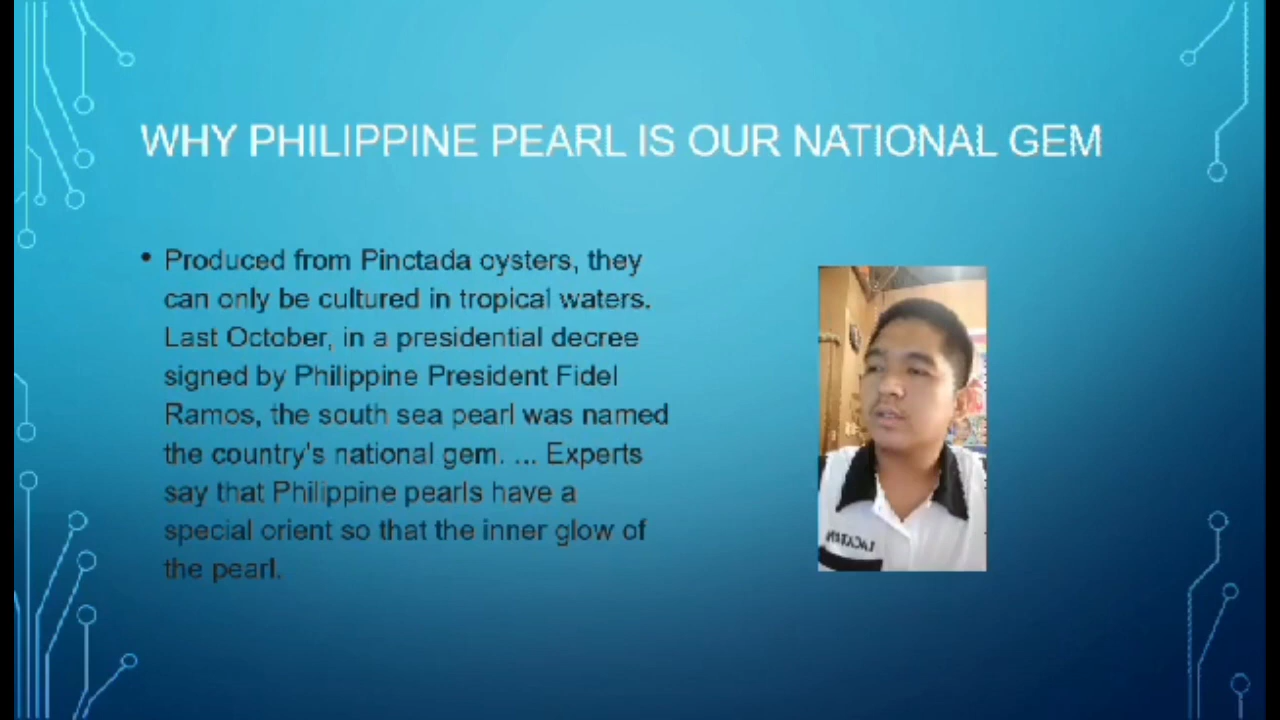 WHY PHILIPPINE PEARL IS OUR NATIONAL GEM
• Produced from Pinctada oysters, they
can only be cultured in tropical waters.
Last October, in a presidential decree
signed by Philippine President Fidel
Ramos, the south sea pearl was named
the country's national gem. ... Experts
say that Philippine pearls have a
special orient so that the inner glow of
the pearl.